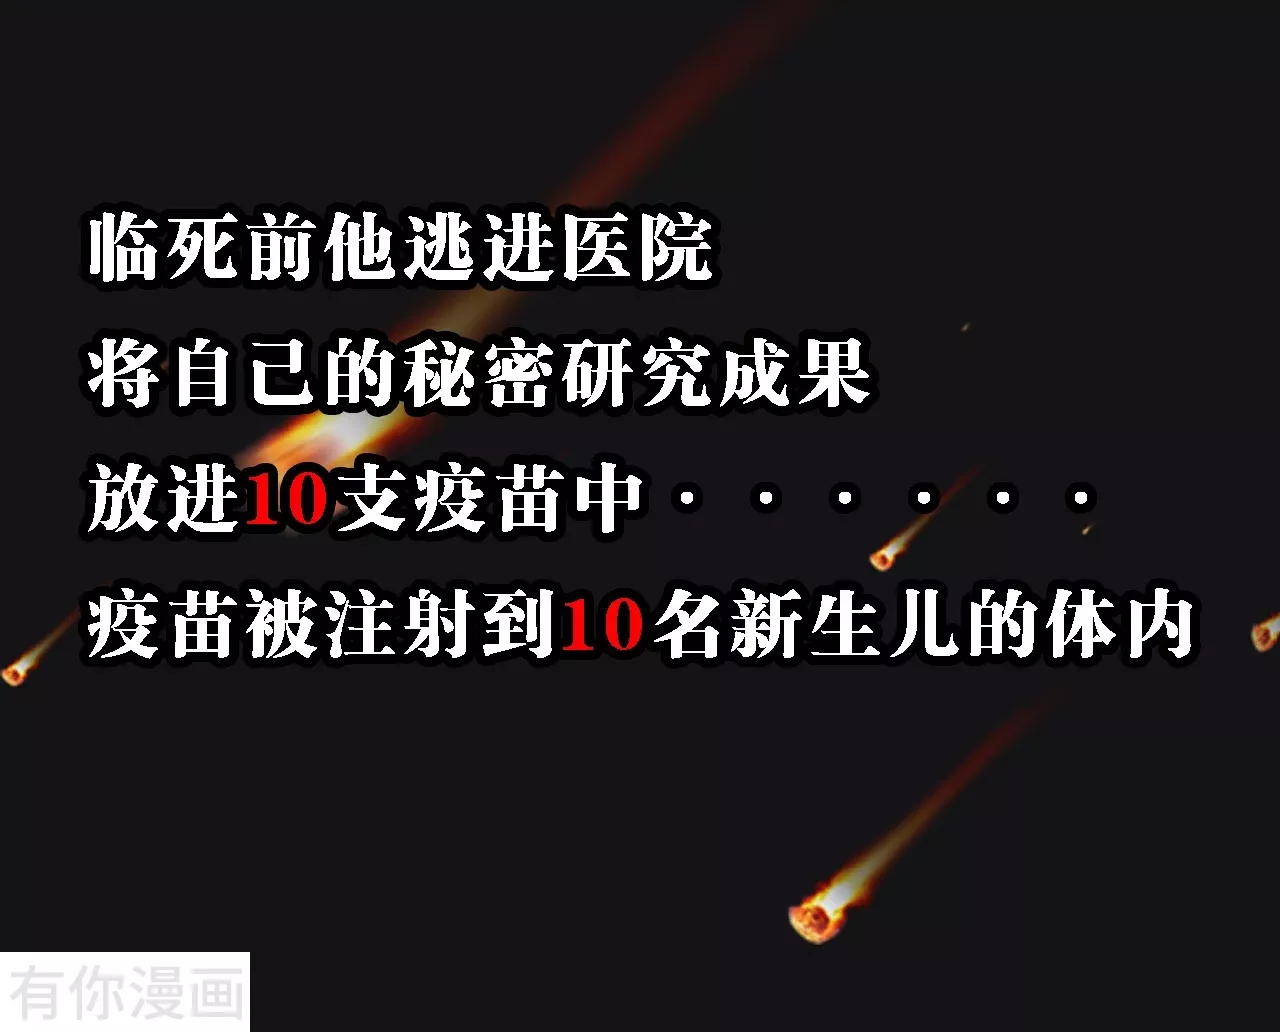 临死前他逃进医院
将自己的秘密研究成果
放进10支疫苗中······
疫苗被注射到10名新生儿的体内
有你漫画